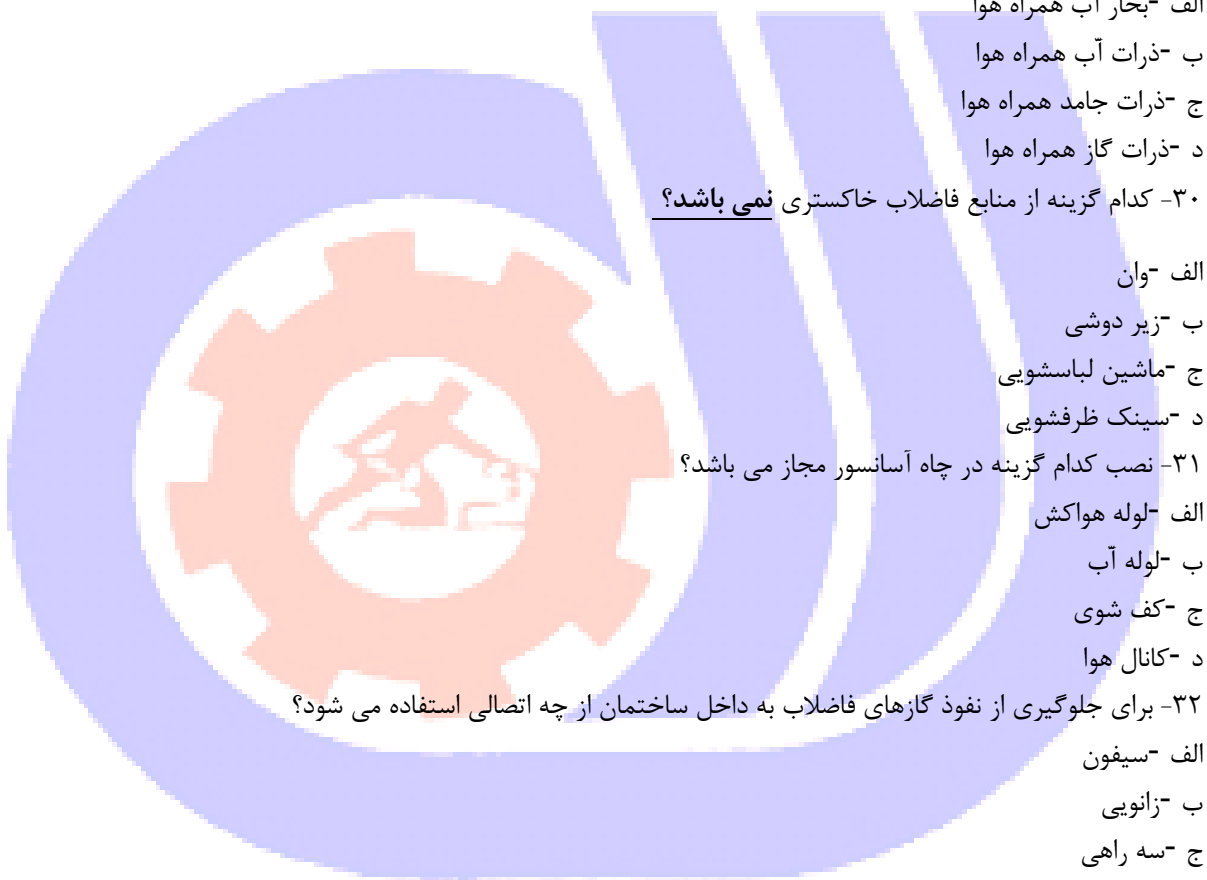 الف -بخار آب همراه هوا
ب -ذرات آب همراه هوا
ج -ذرات جامد همراه هوا
د -ذرات گاز همراه هوا
۳۰- کدام گزینه از منابع فاضلاب خاکستری نمی باشد؟
الف -وان
ب -زیر دوشی
ج -ماشین لباسشویی
د -سینک ظرفشویی
۳۱- نصب کدام گزینه در چاه آسانسور مجاز می باشد؟
الف -لوله هواکش
ب -لوله آب
ج -کف شوی
د -کانال هوا
۳۲- برای جلوگیری از نفوذ گازهای فاضلاب به داخل ساختمان از چه اتصالی استفاده می شود؟
الف -سیفون
ب -زانویی
ج -سه راهی